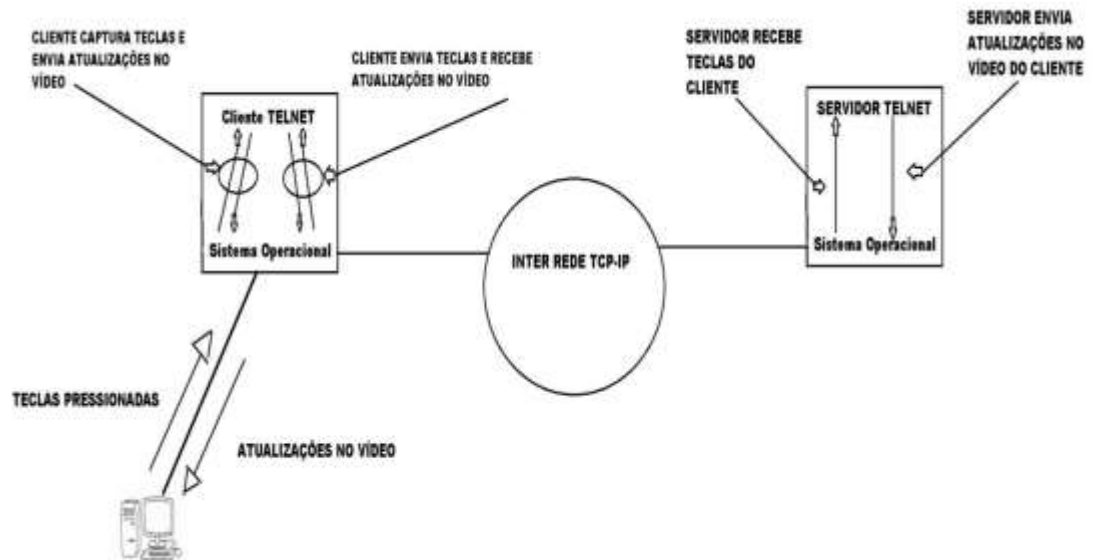 CLIENTE CAPTURA TECLAS E
ENVIA ATUALIZAÇÕES NO
VÍDEO
CLIENTE ENVIA TECLAS E RECEBE
ATUALIZAÇÕES NO VÍDEO
SERVIDOR RECEBE
TECLAS DO
CLIENTE
SERVIDOR ENVIA
ATUALIZAÇÕES NO
VÍDEO DO CLIENTE
Cliente TELNET
Sistema Operacional
INTER REDE TCP-IP
SERVIDOR TELNET
Sistema Operacional
TECLAS PRESSIONADAS
ATUALIZAÇÕES NO VÍDEO